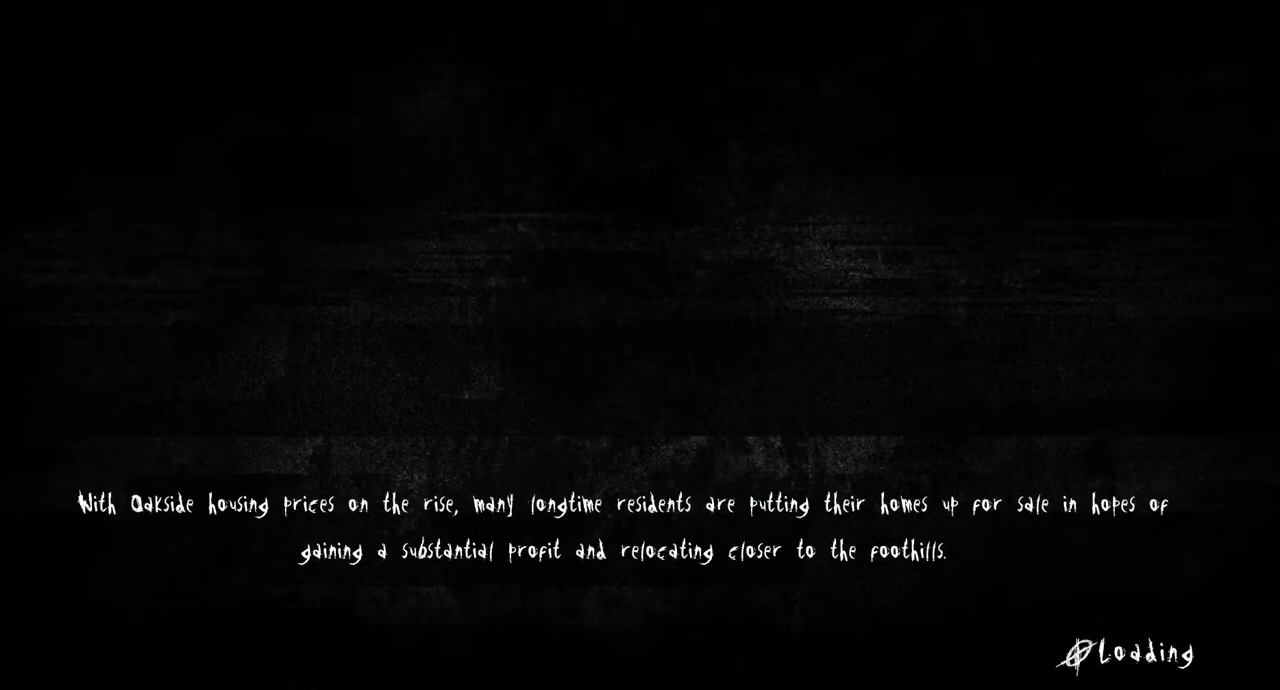 With Oakside housing prices on the rise, many longtime residents are putting their homes up for sale in hopes of
gaining a substantial profit and relocating closer to the foothills.
Loading